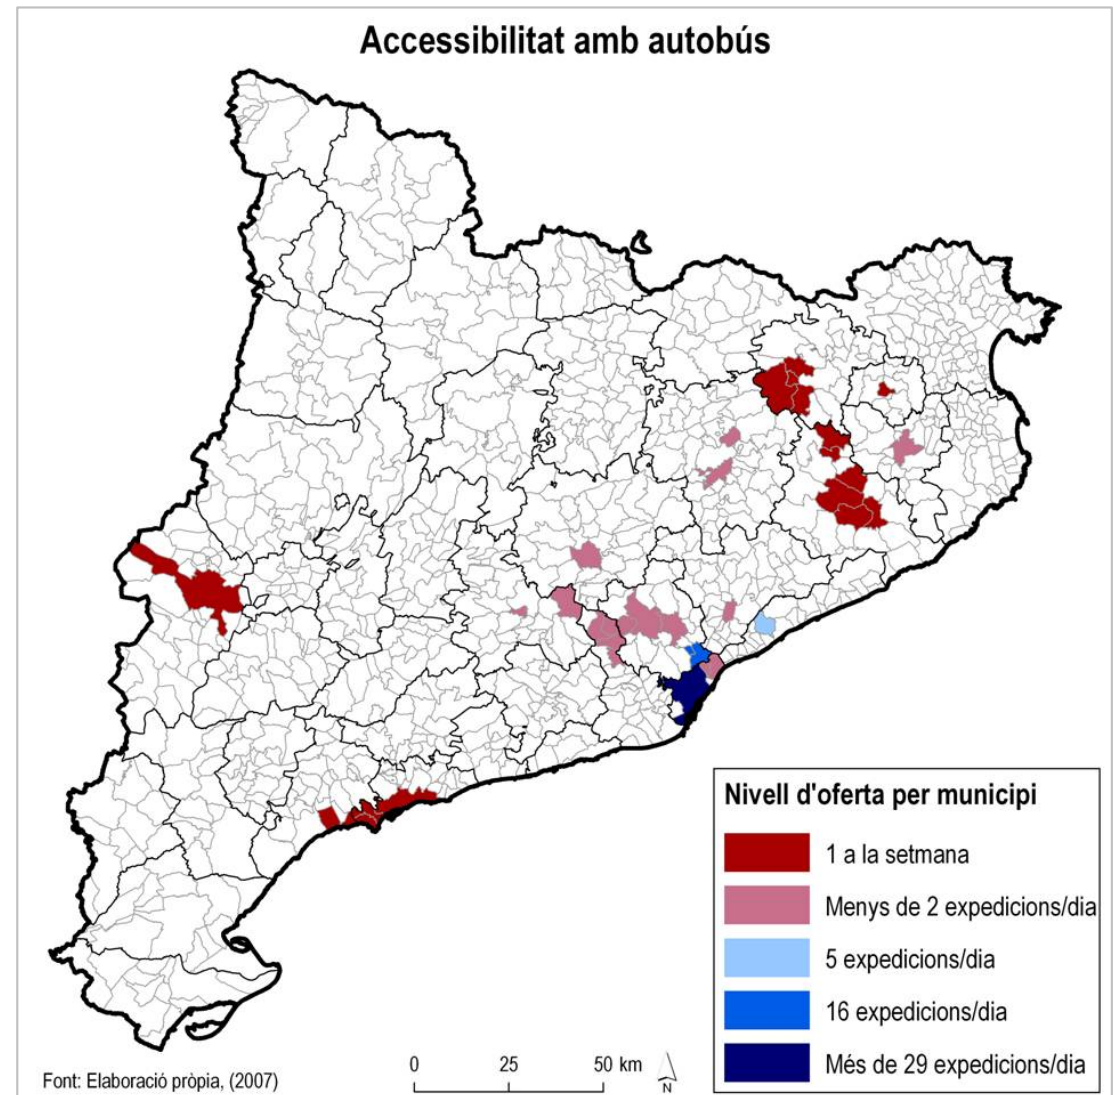 Accessibilitat amb autobús
Nivell d'oferta per municipi
1 a la setmana
Menys de 2 expedicions/dia
5 expedicions/dia
16 expedicions/dia
Més de 29 expedicions/dia
0 25 50 km
N
Font: Elaboració pròpia, (2007)